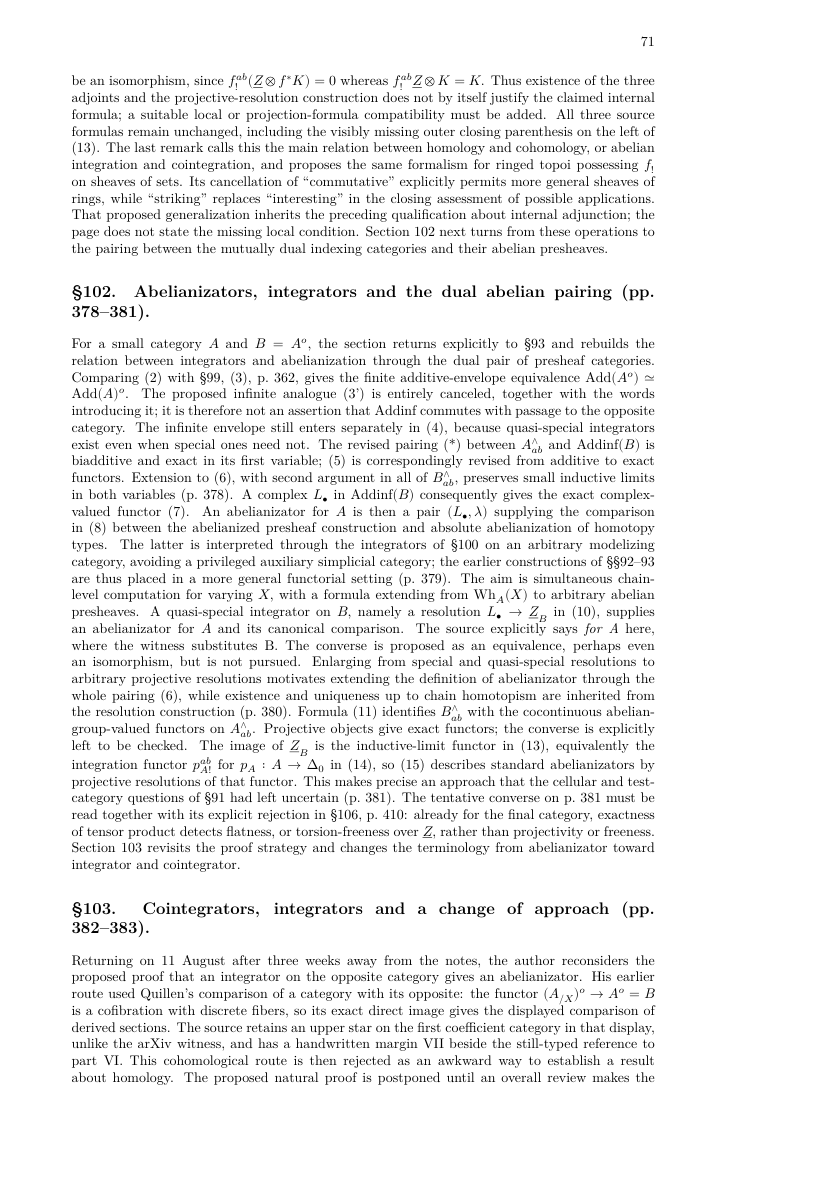 71
be an isomorphism, since f_!^{ab}(Z ⊗ f*K) = 0 whereas f_!^{ab}Z ⊗ K = K. Thus existence of the three
adjoints and the projective-resolution construction does not by itself justify the claimed internal
formula; a suitable local or projection-formula compatibility must be added. All three source
formulas remain unchanged, including the visibly missing outer closing parenthesis on the left of
(13). The last remark calls this the main relation between homology and cohomology, or abelian
integration and cointegration, and proposes the same formalism for ringed topoi possessing f_!
on sheaves of sets. Its cancellation of “commutative” explicitly permits more general sheaves of
rings, while “striking” replaces “interesting” in the closing assessment of possible applications.
That proposed generalization inherits the preceding qualification about internal adjunction; the
page does not state the missing local condition. Section 102 next turns from these operations to
the pairing between the mutually dual indexing categories and their abelian presheaves.
§102. Abelianizators, integrators and the dual abelian pairing (pp.
378–381).
For a small category A and B = A^o, the section returns explicitly to §93 and rebuilds the
relation between integrators and abelianization through the dual pair of presheaf categories.
Comparing (2) with §99, (3), p. 362, gives the finite additive-envelope equivalence Add(A^o) ≃
Add(A)^o. The proposed infinite analogue (3’) is entirely canceled, together with the words
introducing it; it is therefore not an assertion that Addinf commutes with passage to the opposite
category. The infinite envelope still enters separately in (4), because quasi-special integrators
exist even when special ones need not. The revised pairing (*) between A^∧_{ab} and Addinf(B) is
biadditive and exact in its first variable; (5) is correspondingly revised from additive to exact
functors. Extension to (6), with second argument in all of B^∧_{ab}, preserves small inductive limits
in both variables (p. 378). A complex L_• in Addinf(B) consequently gives the exact complex-
valued functor (7). An abelianizator for A is then a pair (L_•, λ) supplying the comparison
in (8) between the abelianized presheaf construction and absolute abelianization of homotopy
types. The latter is interpreted through the integrators of §100 on an arbitrary modelizing
category, avoiding a privileged auxiliary simplicial category; the earlier constructions of §§92–93
are thus placed in a more general functorial setting (p. 379). The aim is simultaneous chain-
level computation for varying X, with a formula extending from Wh_A(X) to arbitrary abelian
presheaves. A quasi-special integrator on B, namely a resolution L_• → Z_B in (10), supplies
an abelianizator for A and its canonical comparison. The source explicitly says for A here,
where the witness substitutes B. The converse is proposed as an equivalence, perhaps even
an isomorphism, but is not pursued. Enlarging from special and quasi-special resolutions to
arbitrary projective resolutions motivates extending the definition of abelianizator through the
whole pairing (6), while existence and uniqueness up to chain homotopism are inherited from
the resolution construction (p. 380). Formula (11) identifies B^∧_{ab} with the cocontinuous abelian-
group-valued functors on A^∧_{ab}. Projective objects give exact functors; the converse is explicitly
left to be checked. The image of Z_B is the inductive-limit functor in (13), equivalently the
integration functor p^{ab}_{A!} for p_A : A → Δ_0 in (14), so (15) describes standard abelianizators by
projective resolutions of that functor. This makes precise an approach that the cellular and test-
category questions of §91 had left uncertain (p. 381). The tentative converse on p. 381 must be
read together with its explicit rejection in §106, p. 410: already for the final category, exactness
of tensor product detects flatness, or torsion-freeness over Z, rather than projectivity or freeness.
Section 103 revisits the proof strategy and changes the terminology from abelianizator toward
integrator and cointegrator.
§103. Cointegrators, integrators and a change of approach (pp.
382–383).
Returning on 11 August after three weeks away from the notes, the author reconsiders the
proposed proof that an integrator on the opposite category gives an abelianizator. His earlier
route used Quillen’s comparison of a category with its opposite: the functor (A_{/X})^o → A^o = B
is a cofibration with discrete fibers, so its exact direct image gives the displayed comparison of
derived sections. The source retains an upper star on the first coefficient category in that display,
unlike the arXiv witness, and has a handwritten margin VII beside the still-typed reference to
part VI. This cohomological route is then rejected as an awkward way to establish a result
about homology. The proposed natural proof is postponed until an overall review makes the